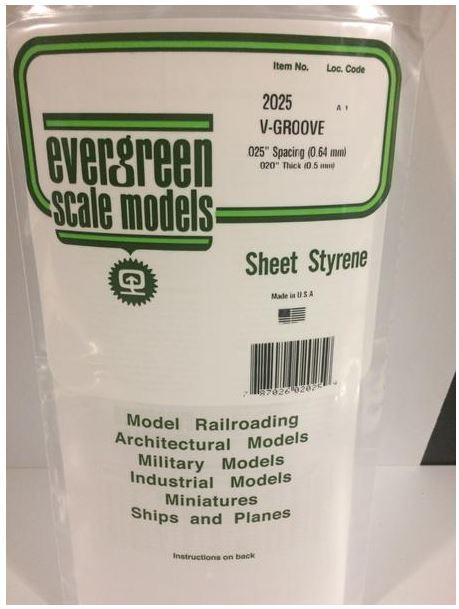 Item No. Loc. Code
2025 A 1
V-GROOVE
.025" Spacing (0.64 mm)
.020" Thick (0.5 mm)
evergreen
scale models
Sheet Styrene
Made in U.S.A
Model Railroading
Architectural Models
Military Models
Industrial Models
Miniatures
Ships and Planes
Instructions on back